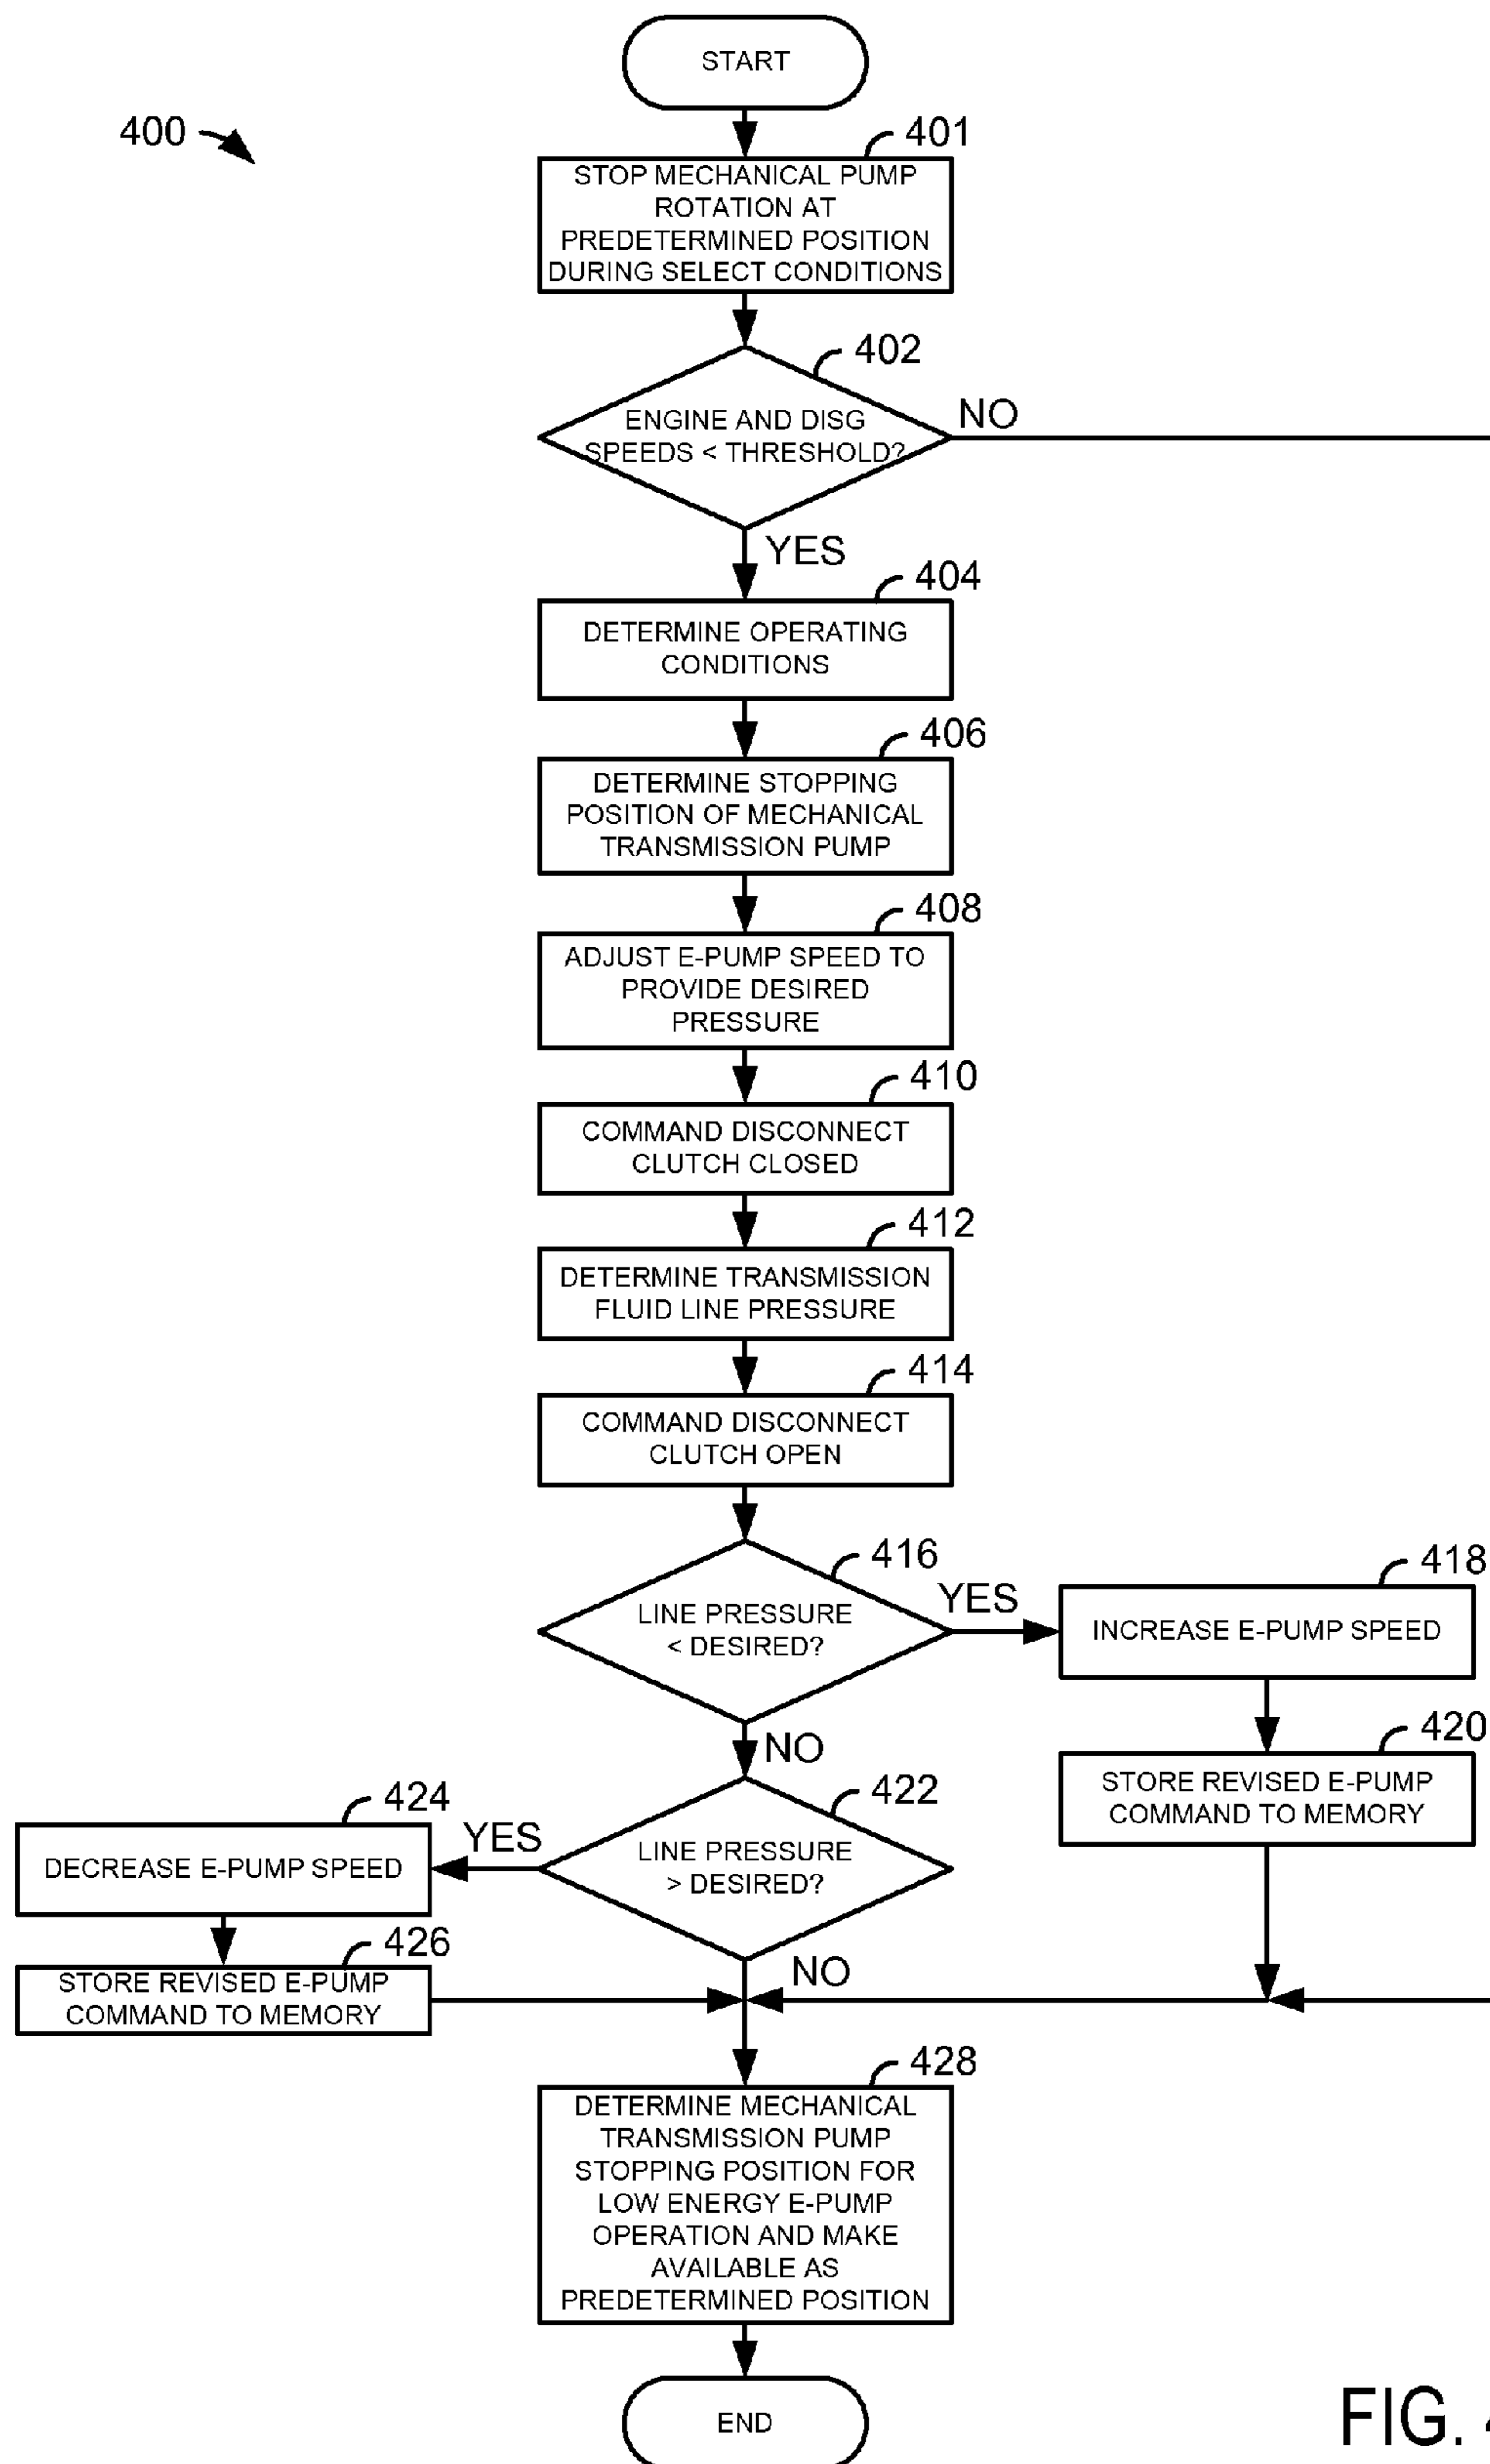 START
400
401
STOP MECHANICAL PUMP
ROTATION AT
PREDETERMINED POSITION
DURING SELECT CONDITIONS
402
ENGINE AND DISG
SPEEDS < THRESHOLD?
NO
YES
404
DETERMINE OPERATING
CONDITIONS
406
DETERMINE STOPPING
POSITION OF MECHANICAL
TRANSMISSION PUMP
408
ADJUST E-PUMP SPEED TO
PROVIDE DESIRED
PRESSURE
410
COMMAND DISCONNECT
CLUTCH CLOSED
412
DETERMINE TRANSMISSION
FLUID LINE PRESSURE
414
COMMAND DISCONNECT
CLUTCH OPEN
416
LINE PRESSURE
< DESIRED?
YES
418
INCREASE E-PUMP SPEED
NO
420
STORE REVISED E-PUMP
COMMAND TO MEMORY
422
LINE PRESSURE
> DESIRED?
YES
424
DECREASE E-PUMP SPEED
426
STORE REVISED E-PUMP
COMMAND TO MEMORY
NO
428
DETERMINE MECHANICAL
TRANSMISSION PUMP
STOPPING POSITION FOR
LOW ENERGY E-PUMP
OPERATION AND MAKE
AVAILABLE AS
PREDETERMINED POSITION
END
FIG. 4